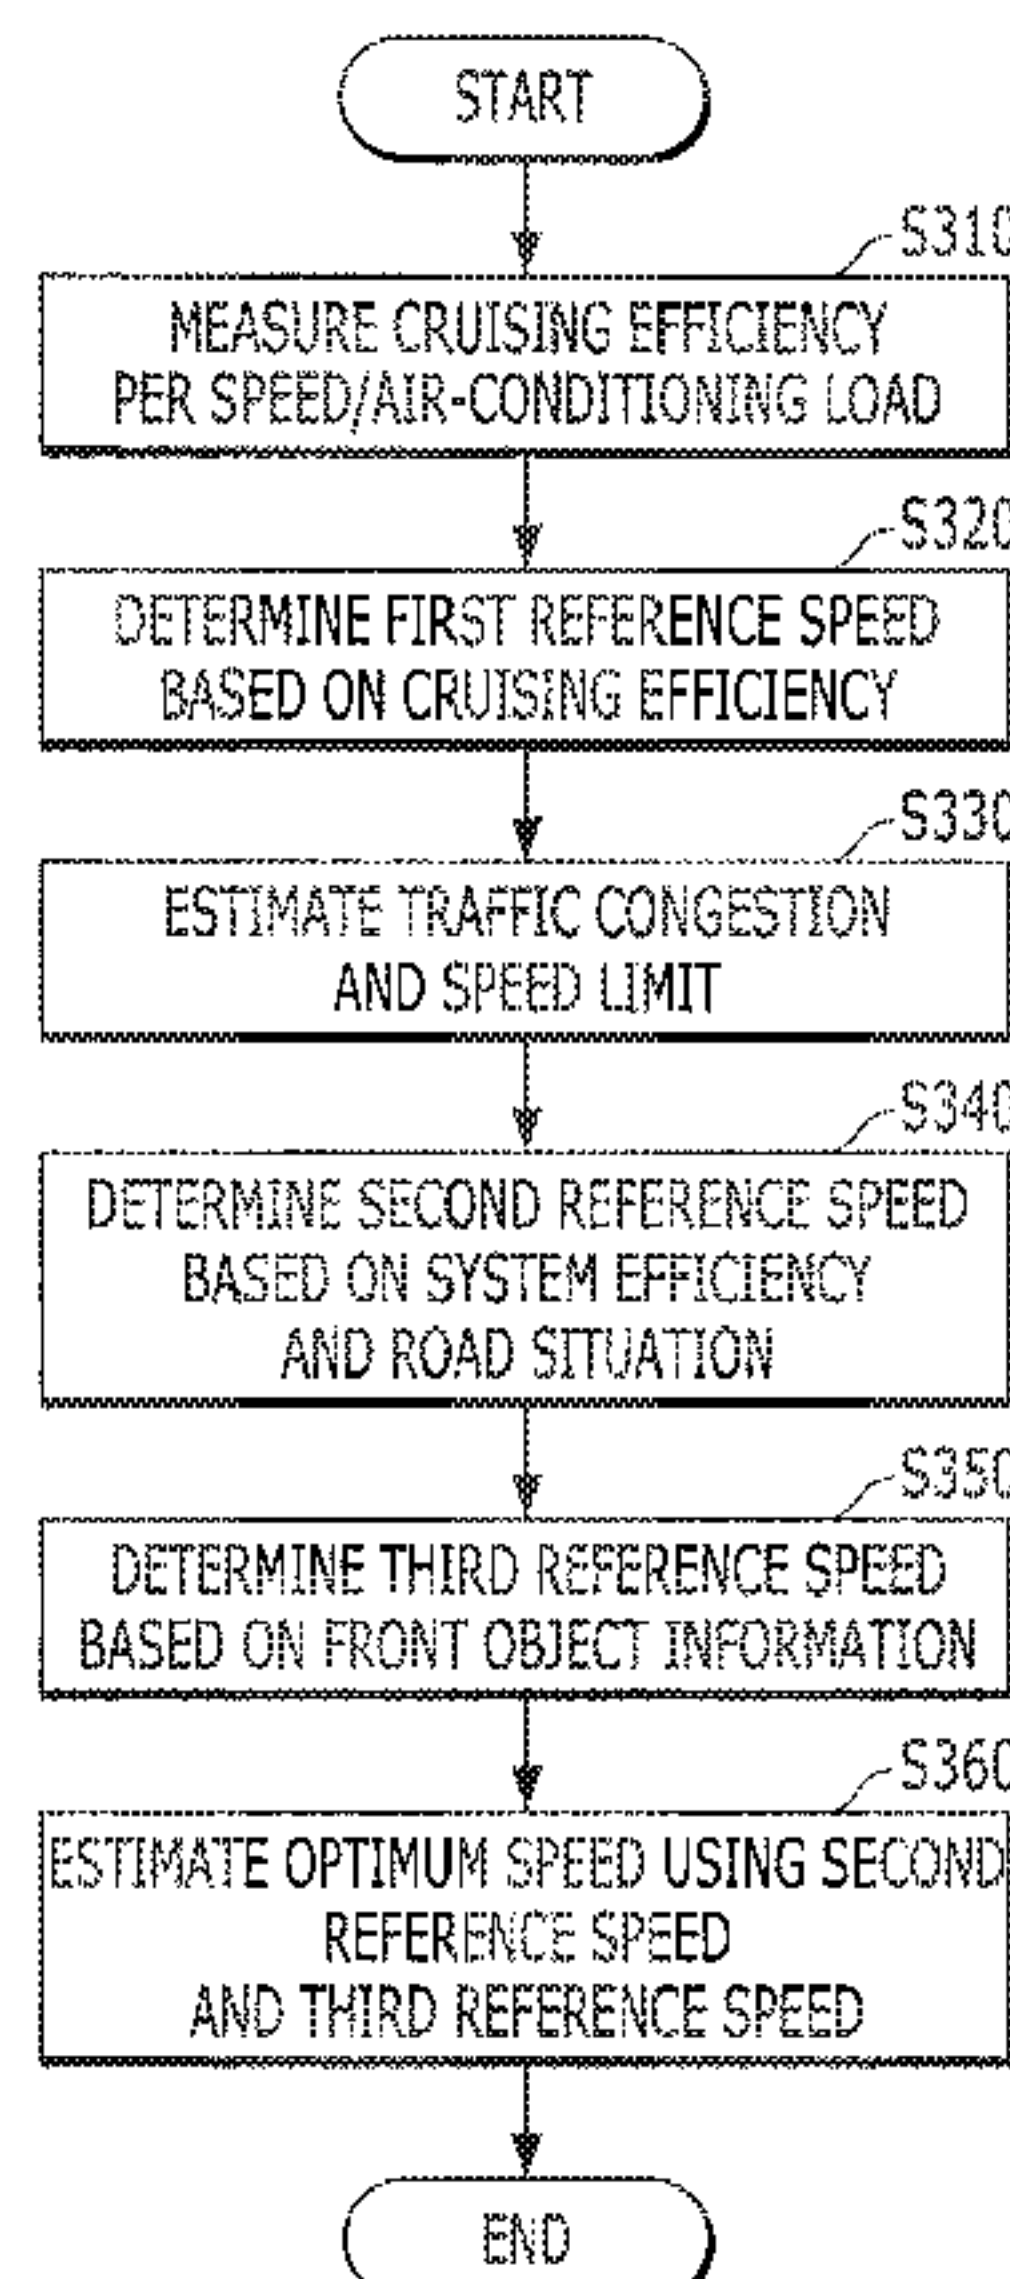 START
S310
MEASURE CRUISING EFFICIENCY
PER SPEED/AIR-CONDITIONING LOAD
S320
DETERMINE FIRST REFERENCE SPEED
BASED ON CRUISING EFFICIENCY
S330
ESTIMATE TRAFFIC CONGESTION
AND SPEED LIMIT
S340
DETERMINE SECOND REFERENCE SPEED
BASED ON SYSTEM EFFICIENCY
AND ROAD SITUATION
S350
DETERMINE THIRD REFERENCE SPEED
BASED ON FRONT OBJECT INFORMATION
S360
ESTIMATE OPTIMUM SPEED USING SECOND
REFERENCE SPEED
AND THIRD REFERENCE SPEED
END